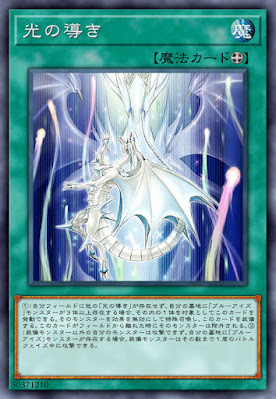 光の導き
魔
【魔法カード】
①:自分フィールドに他の「光の導き」が存在せず、自分の墓地に「ブルーアイ
ズ」モンスターが3体以上存在する場合、その内の1体を対象としてこのカードを
発動できる。そのモンスターを効果を無効にして特殊召喚し、このカードを装備
する。このカードがフィールドから離れた時にそのモンスターは除外される。②
:装備モンスター以外の自分のモンスターは攻撃できず、自分の墓地に「ブルーア
イズ」モンスターが存在する場合、装備モンスターはその数まで1度のバトル
フェイズ中に攻撃できる。
50371210